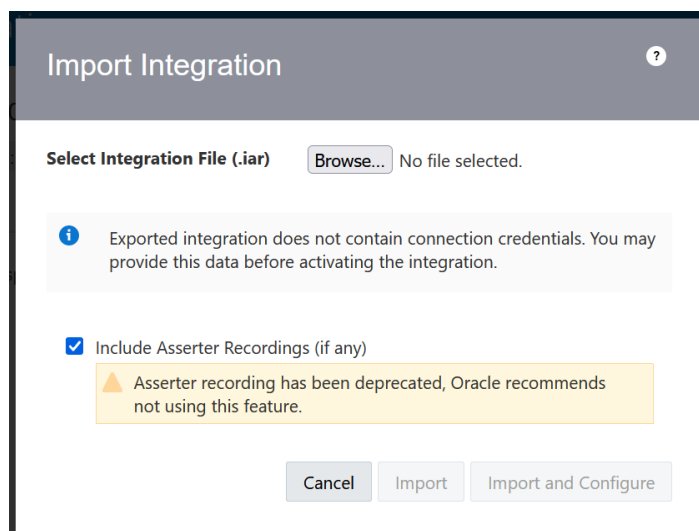 Import Integration
?
Select Integration File (.iar) Browse... No file selected.
Exported integration does not contain connection credentials. You may
provide this data before activating the integration.
Include Asserter Recordings (if any)
Asserter recording has been deprecated, Oracle recommends
not using this feature.
Cancel Import Import and Configure